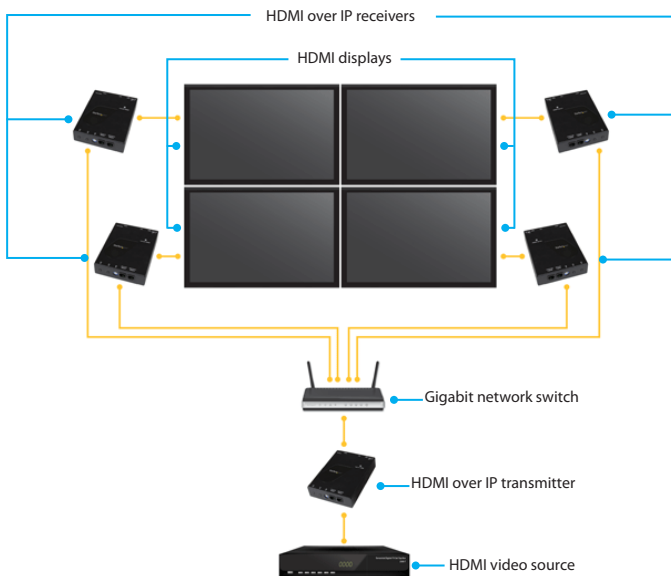 HDMI over IP receivers
HDMI displays
Gigabit network switch
HDMI over IP transmitter
HDMI video source